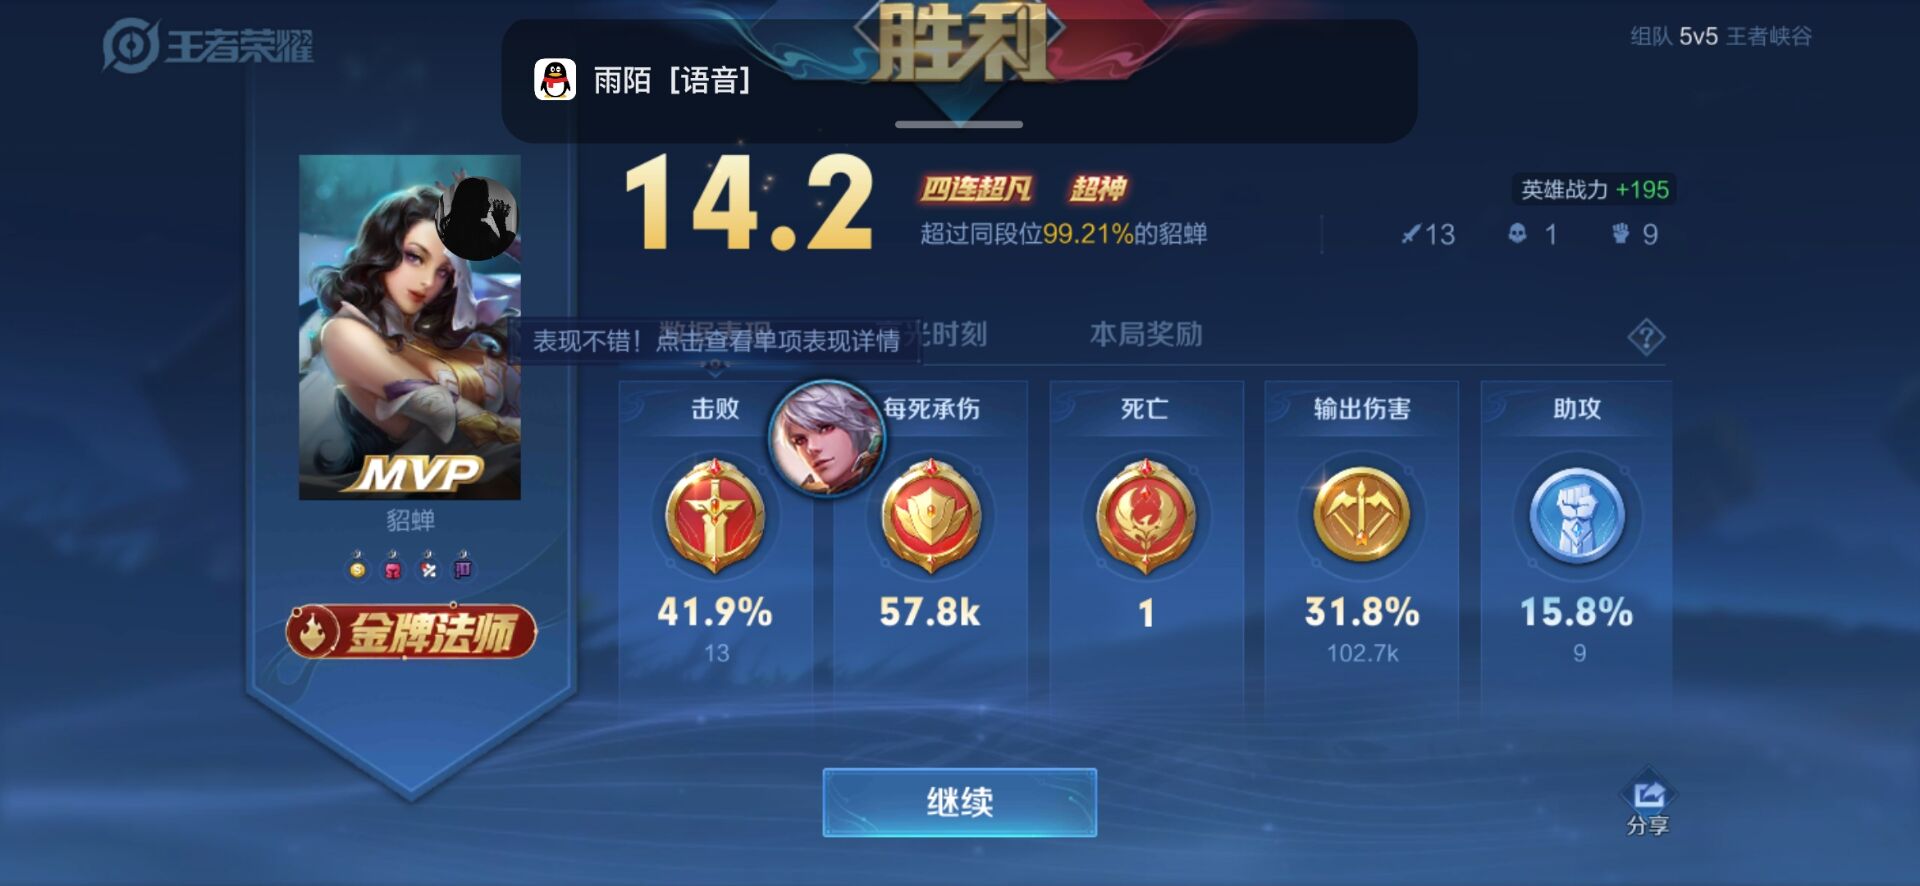 王者荣耀
胜利
组队 5v5 王者峡谷
雨陌 [语音]
14.2
四连超凡 超神
超过同段位99.21%的貂蝉
英雄战力 +195
13 1 9
表现不错！点击查看单项表现详情
光时刻
本局奖励
击败
每死承伤
死亡
输出伤害
助攻
MVP
貂蝉
金牌法师
41.9%
13
57.8k
1
31.8%
102.7k
15.8%
9
继续
分享